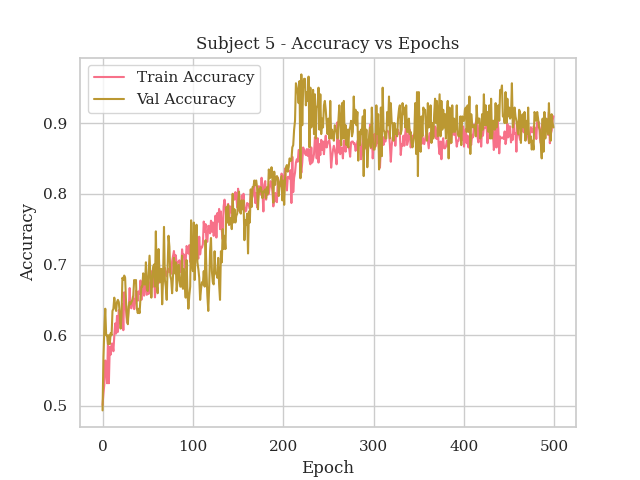 Subject 5 - Accuracy vs Epochs
Train Accuracy
Val Accuracy
0.9
0.8
0.7
0.6
0.5
Accuracy
0 100 200 300 400 500
Epoch